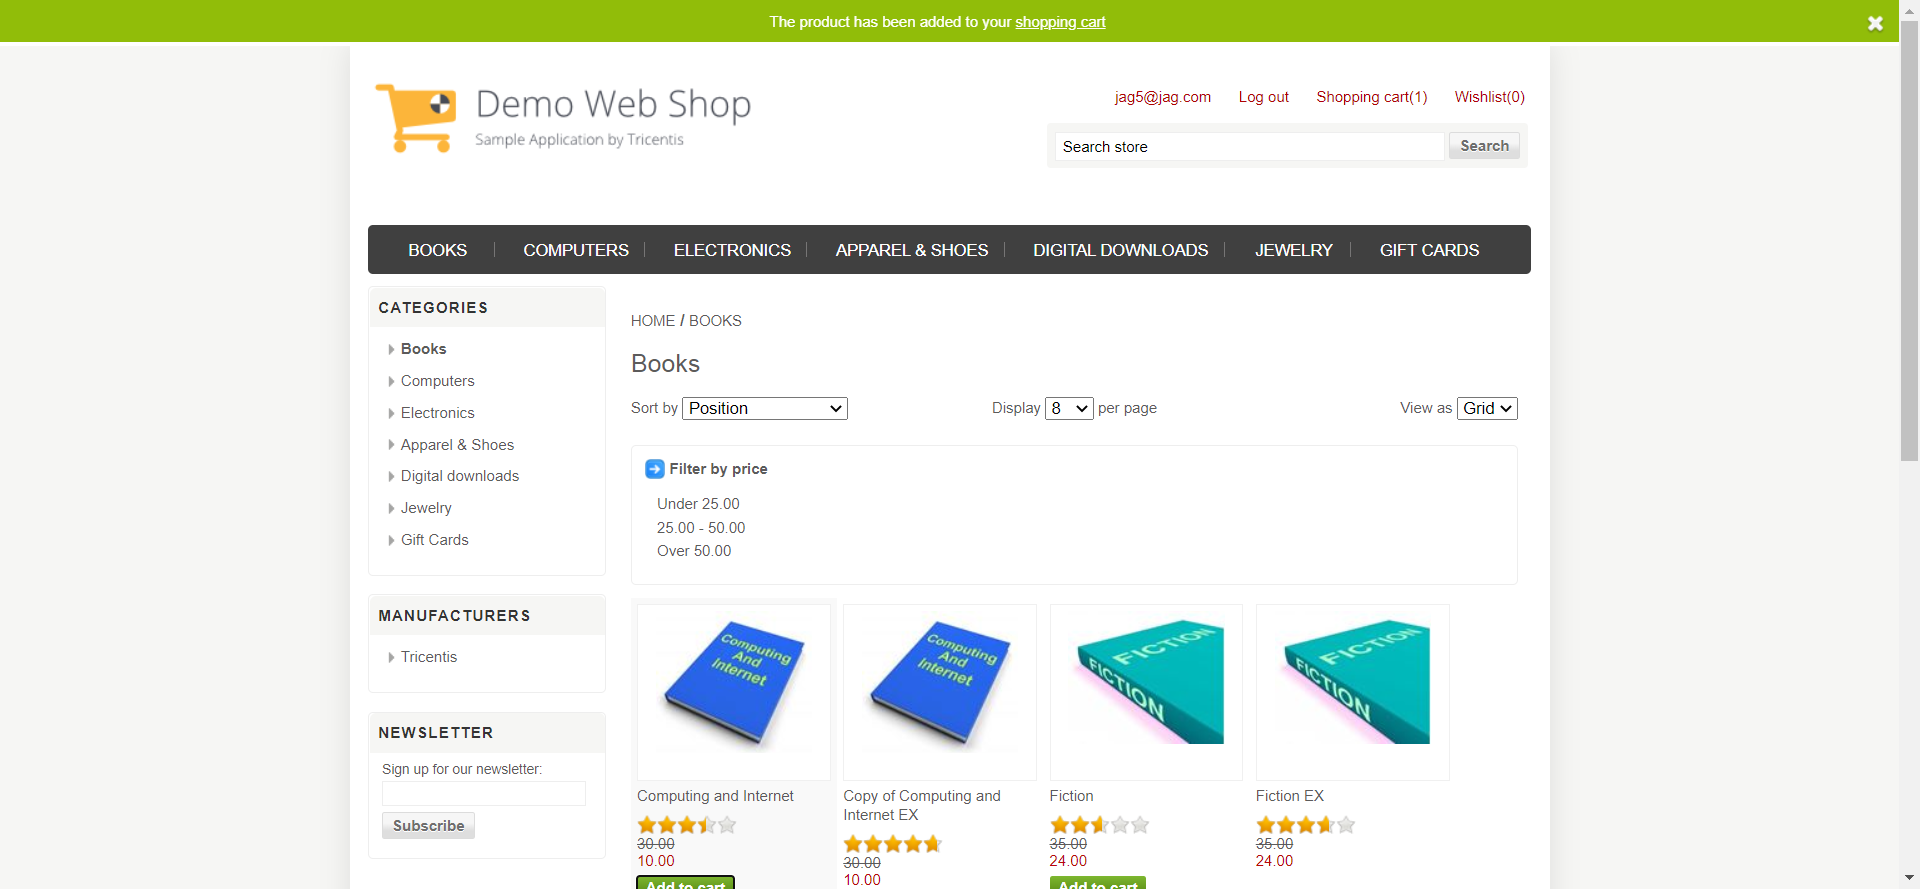 The product has been added to your shopping cart
Demo Web Shop
Sample Application by Tricentis
jag5@jag.com Log out Shopping cart(1) Wishlist(0)
Search store Search
BOOKS COMPUTERS ELECTRONICS APPAREL & SHOES DIGITAL DOWNLOADS JEWELRY GIFT CARDS
CATEGORIES
Books
Computers
Electronics
Apparel & Shoes
Digital downloads
Jewelry
Gift Cards
MANUFACTURERS
Tricentis
NEWSLETTER
Sign up for our newsletter:
Subscribe
HOME / BOOKS
Books
Sort by Position Display 8 per page View as Grid
Filter by price
Under 25.00
25.00 - 50.00
Over 50.00
Computing
And
Internet
Computing and Internet
30.00
10.00
Add to cart
Computing
And
Internet
Copy of Computing and
Internet EX
30.00
10.00
FICTION
FICTION
Fiction
35.00
24.00
Add to cart
FICTION
FICTION
Fiction EX
35.00
24.00